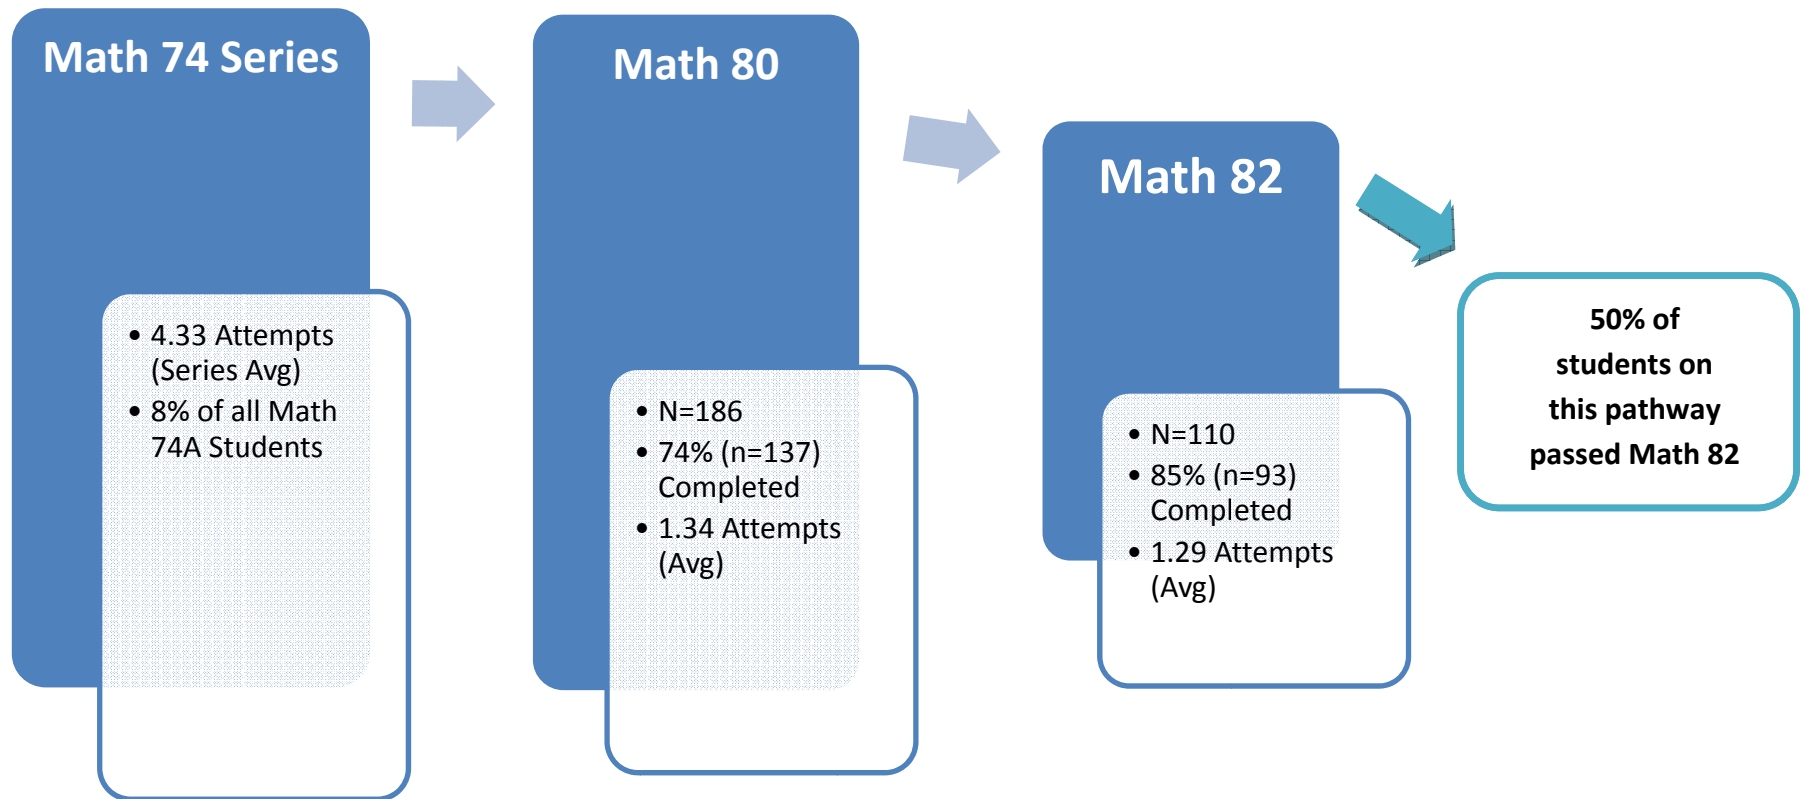 Math 74 Series
• 4.33 Attempts
(Series Avg)
• 8% of all Math
74A Students
Math 80
• N=186
• 74% (n=137)
Completed
• 1.34 Attempts
(Avg)
Math 82
• N=110
• 85% (n=93)
Completed
• 1.29 Attempts
(Avg)
50% of
students on
this pathway
passed Math 82